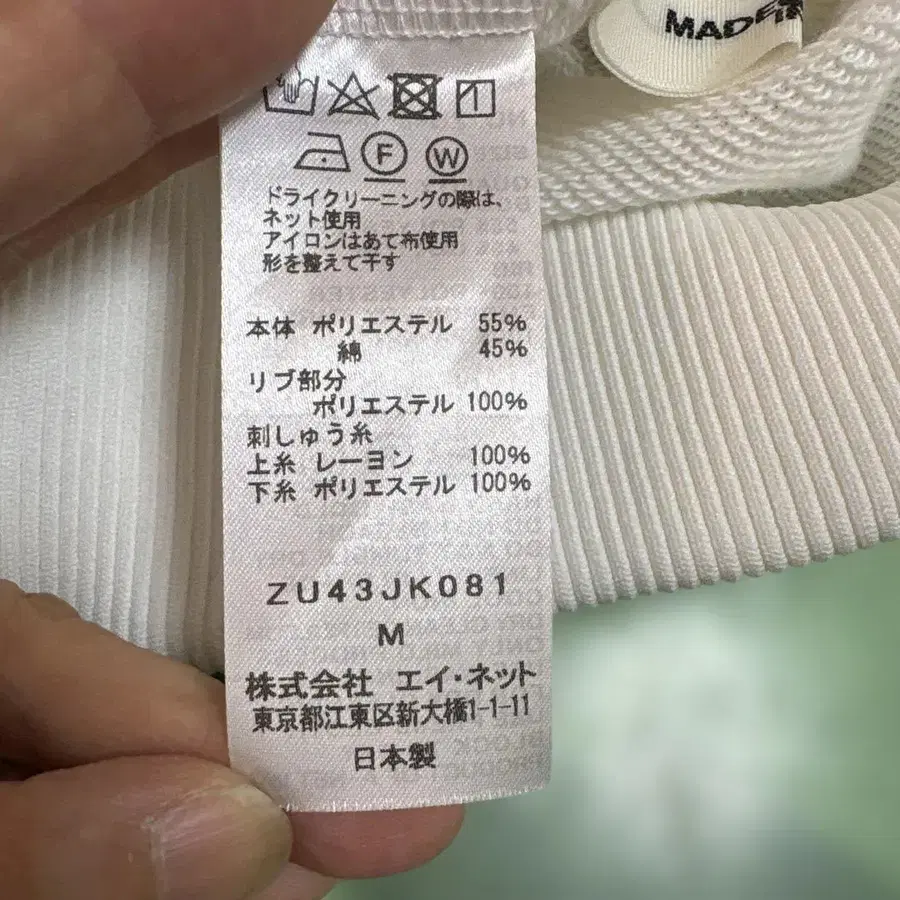 MADE IN
F W
ドライクリーニングの際は、
ネット使用
アイロンはあて布使用
形を整えて干す
本体 ポリエステル 55%
綿 45%
リブ部分
ポリエステル 100%
刺しゅう糸
上糸 レーヨン 100%
下糸 ポリエステル 100%
ZU43JK081
M
株式会社 エイ・ネット
東京都江東区新大橋1-1-11
日本製